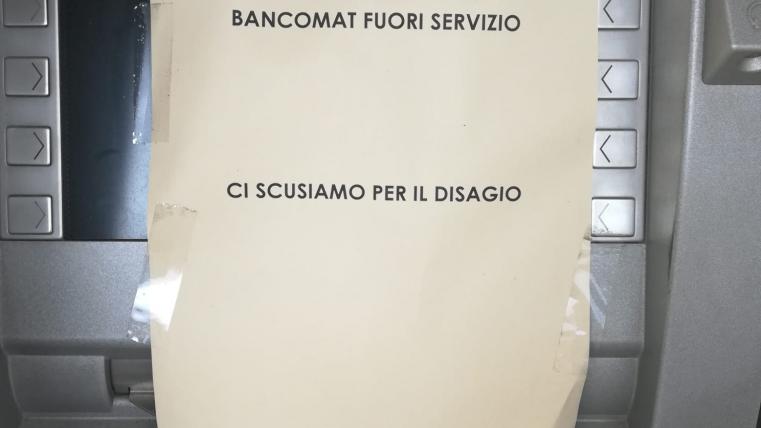 BANCOMAT FUORI SERVIZIO
CI SCUSIAMO PER IL DISAGIO